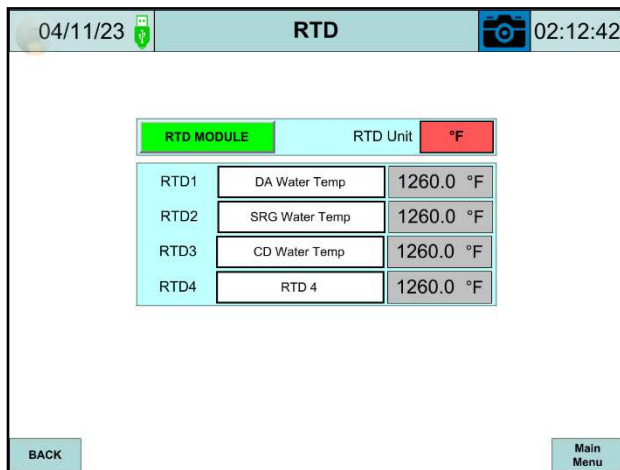 04/11/23 RTD 02:12:42
RTD MODULE RTD Unit °F
RTD1 DA Water Temp 1260.0 °F
RTD2 SRG Water Temp 1260.0 °F
RTD3 CD Water Temp 1260.0 °F
RTD4 RTD 4 1260.0 °F
BACK Main
Menu